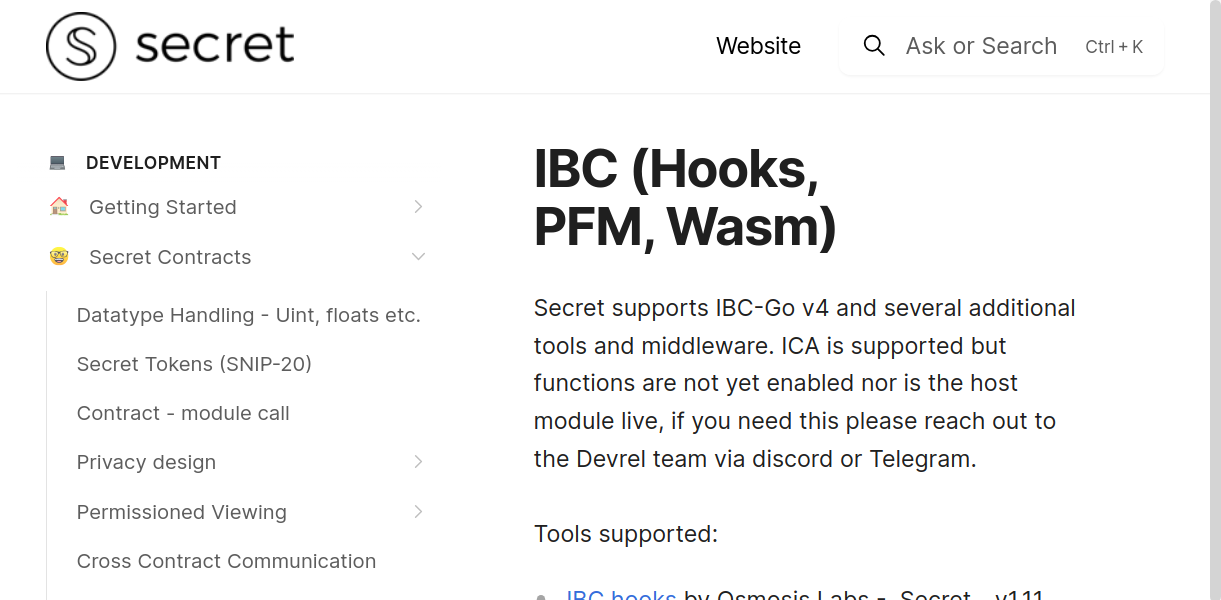 secret
Website
Ask or Search Ctrl + K
DEVELOPMENT
Getting Started
Secret Contracts
Datatype Handling - Uint, floats etc.
Secret Tokens (SNIP-20)
Contract - module call
Privacy design
Permissioned Viewing
Cross Contract Communication
IBC (Hooks,
PFM, Wasm)
Secret supports IBC-Go v4 and several additional
tools and middleware. ICA is supported but
functions are not yet enabled nor is the host
module live, if you need this please reach out to
the Devrel team via discord or Telegram.
Tools supported:
IBC hooks by Osmosis Labs - Secret - v1.11